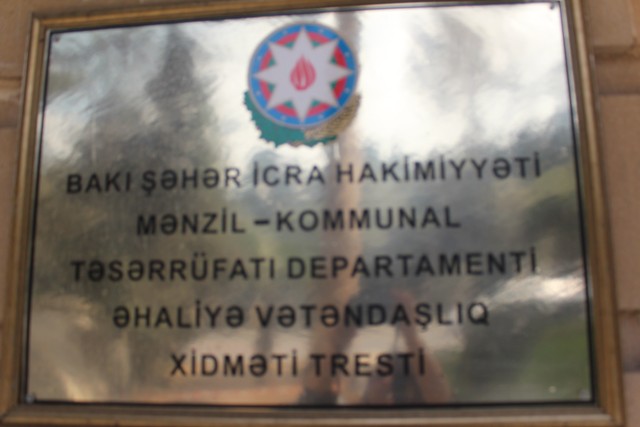 BAKI ŞƏHƏR İCRA HAKİMİYYƏTİ
MƏNZİL – KOMMUNAL
TƏSƏRRÜFATI DEPARTAMENTİ
ƏHALİYƏ VƏTƏNDAŞLIQ
XİDMƏTİ TRESTİ